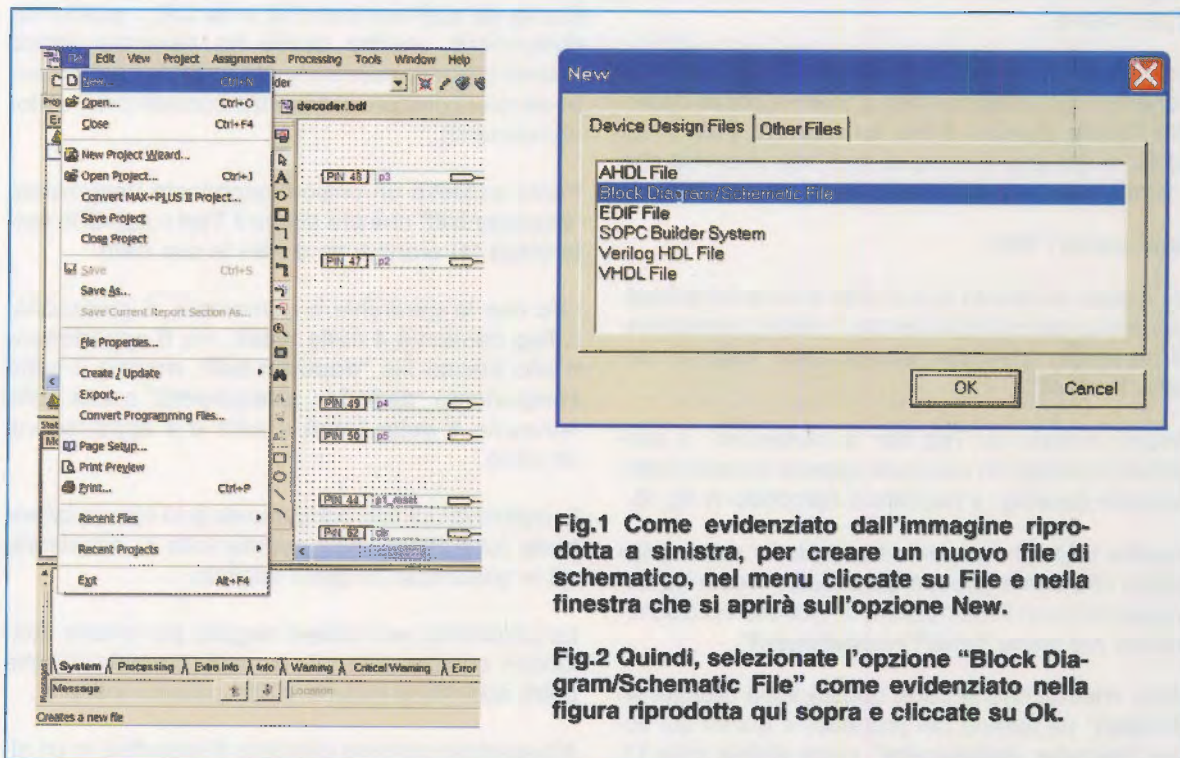 File Edit View Project Assignments Processing Tools Window Help
New... Ctrl+N
Open... Ctrl+O
Close Ctrl+F4
New Project Wizard...
Open Project... Ctrl+J
Convert MAX+PLUS II Project...
Save Project
Close Project
Save Ctrl+S
Save As...
Save Current Report Section As...
File Properties...
Create / Update
Export...
Convert Programming Files...
Page Setup...
Print Preview
Print... Ctrl+P
Recent Files
Recent Projects
Exit Alt+F4
der
decoder.bdf
PIN 48 p3
PIN 47 p2
PIN 49 p4
PIN 50 p5
PIN 44 p1_reset
PIN 62 clk
System Processing Extra Info Info Warning Critical Warning Error
Message Location
Creates a new file
New
Device Design Files Other Files
AHDL File
Block Diagram/Schematic File
EDIF File
SOPC Builder System
Verilog HDL File
VHDL File
OK Cancel
Fig.1 Come evidenziato dall'immagine ripro-
dotta a sinistra, per creare un nuovo file di
schematico, nel menu cliccate su File e nella
finestra che si aprirà sull'opzione New.
Fig.2 Quindi, selezionate l'opzione "Block Dia-
gram/Schematic File" come evidenziato nella
figura riprodotta qui sopra e cliccate su Ok.